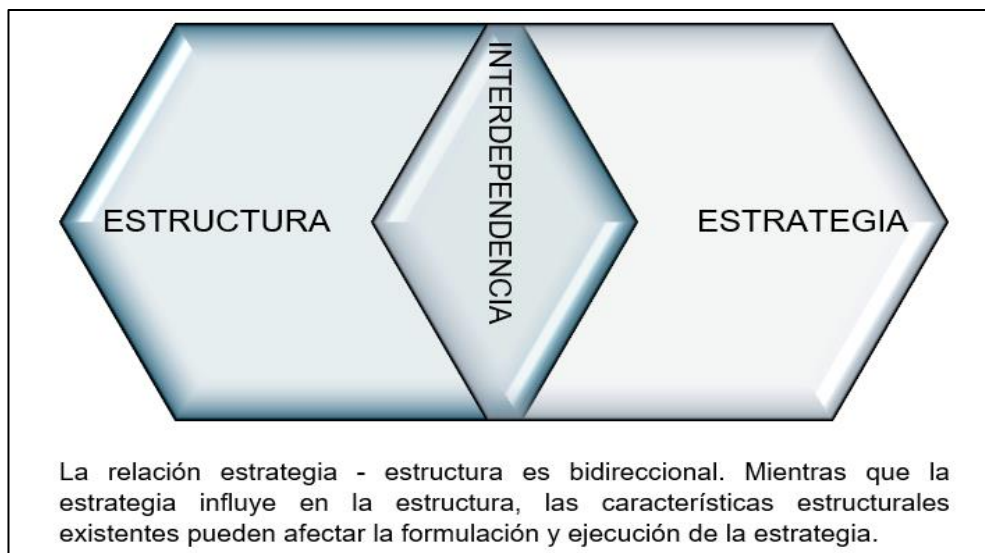 ESTRUCTURA
INTERDEPENDENCIA
ESTRATEGIA
La relación estrategia - estructura es bidireccional. Mientras que la
estrategia influye en la estructura, las características estructurales
existentes pueden afectar la formulación y ejecución de la estrategia.